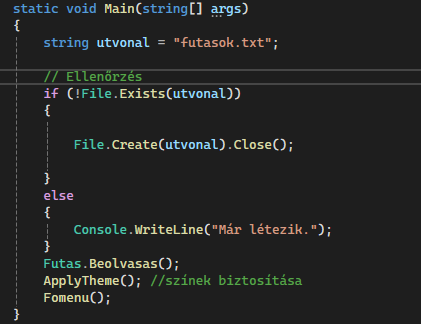 static void Main(string[] args)
{
string utvonal = "futasok.txt";
// Ellenőrzés
if (!File.Exists(utvonal))
{
File.Create(utvonal).Close();
}
else
{
Console.WriteLine("Már létezik.");
}
Futas.Beolvasas();
ApplyTheme(); //színek biztosítása
Fomenu();
}